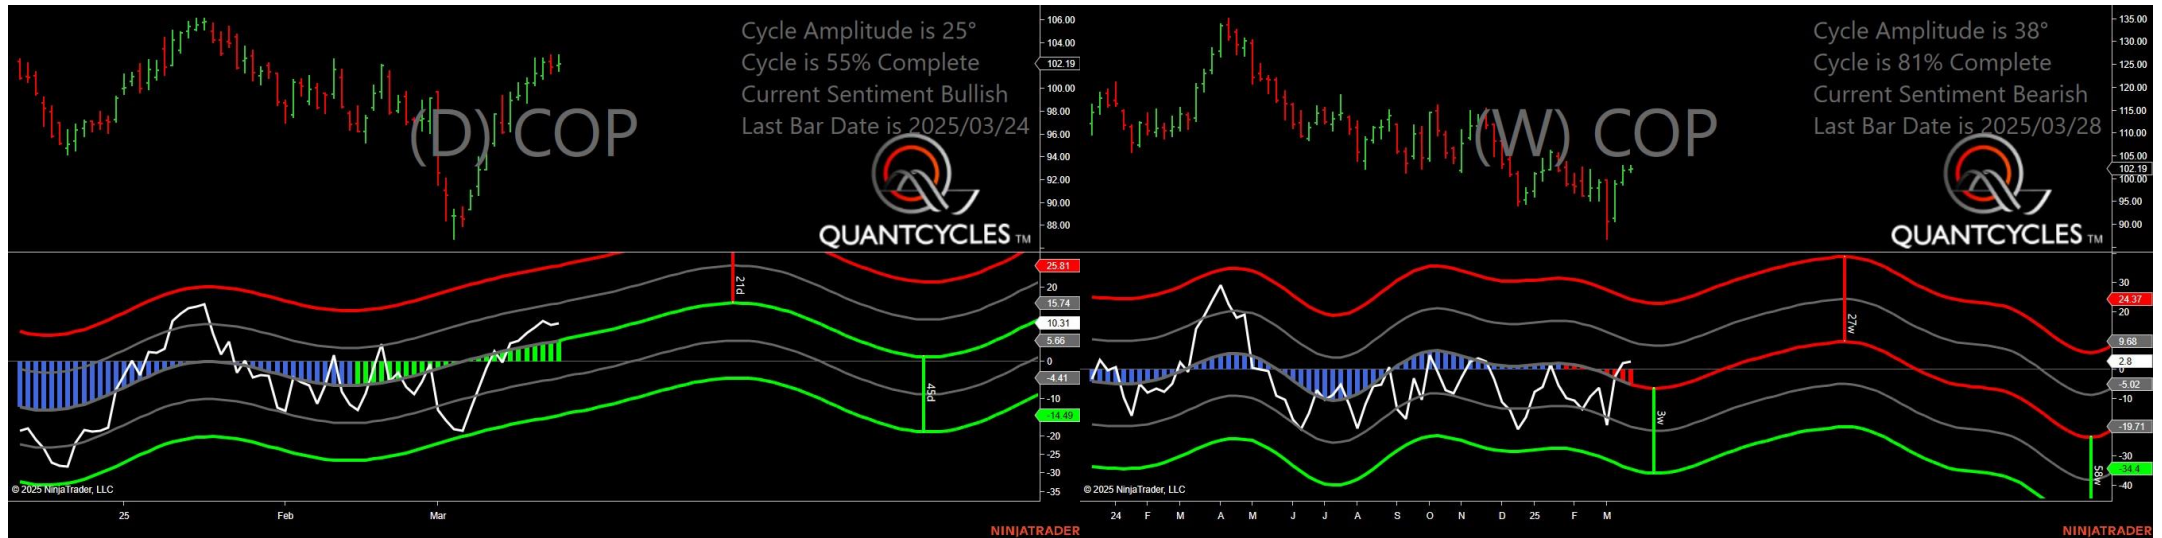 Cycle Amplitude is 25°
Cycle is 55% Complete
Current Sentiment Bullish
Last Bar Date is 2025/03/24
(D) COP
QUANTCYCLES TM
106.00
104.00
102.19
100.00
98.00
96.00
94.00
92.00
90.00
88.00
21d
45d
25.81
20
15.74
10.31
5.66
0
-4.41
-10
-14.49
-20
-25
-30
-35
© 2025 NinjaTrader, LLC
25 Feb Mar
NINJATRADER
Cycle Amplitude is 38°
Cycle is 81% Complete
Current Sentiment Bearish
Last Bar Date is 2025/03/28
(W) COP
QUANTCYCLES TM
135.00
130.00
125.00
120.00
115.00
110.00
105.00
102.19
100.00
95.00
90.00
27w
3w
58w
30
24.37
20
9.68
2.8
0
-5.02
-10
-19.71
-30
-34.4
-40
© 2025 NinjaTrader, LLC
24 F M A M J J A S O N D 25 F M
NINJATRADER